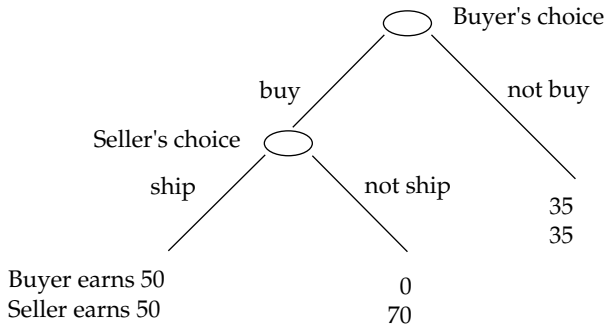 Buyer's choice
buy
not buy
Seller's choice
ship
not ship
35
35
Buyer earns 50
Seller earns 50
0
70